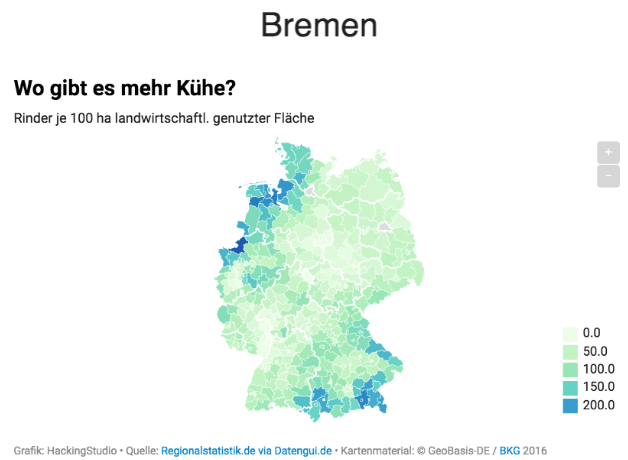 Bremen
Wo gibt es mehr Kühe?
Rinder je 100 ha landwirtschaftl. genutzter Fläche
+
−
0.0
50.0
100.0
150.0
200.0
Grafik: HackingStudio • Quelle: Regionalstatistik.de via Datengui.de • Kartenmaterial: © GeoBasis-DE / BKG 2016